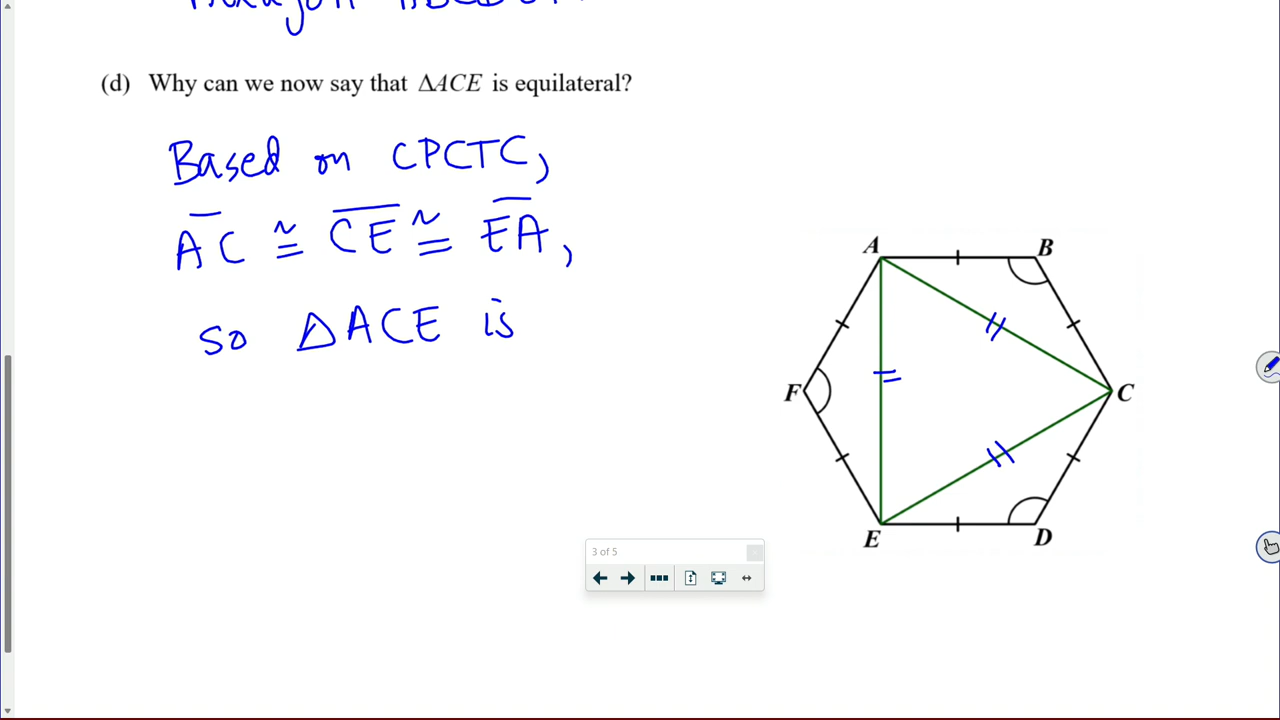 (d) Why can we now say that ΔACE is equilateral?
Based on CPCTC,
AC ≅ CE ≅ EA,
so △ACE is
A
B
F
C
E
D
3 of 5